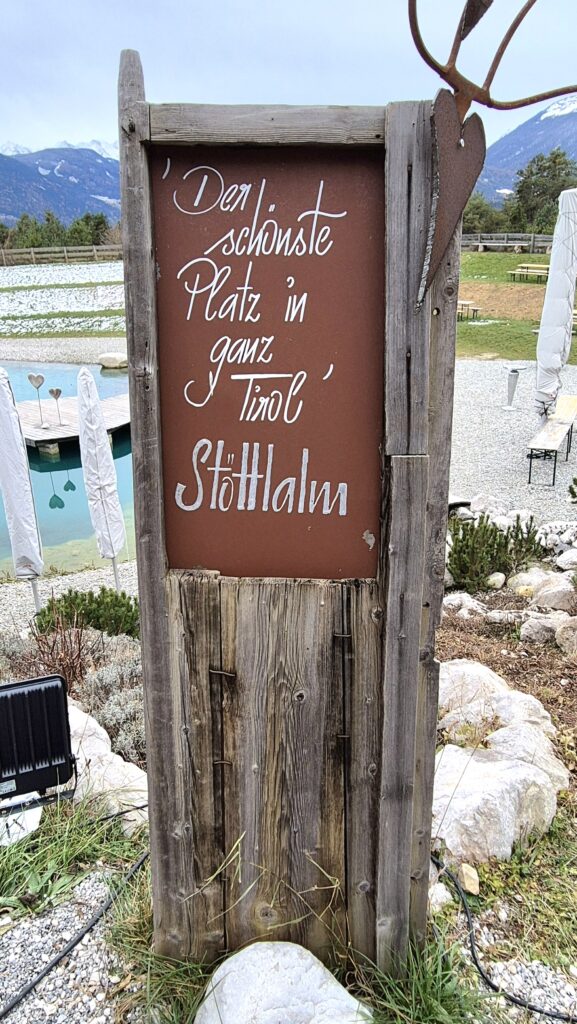 'Der
schönste
Platz in
ganz
Tirol'
Stöttlalm